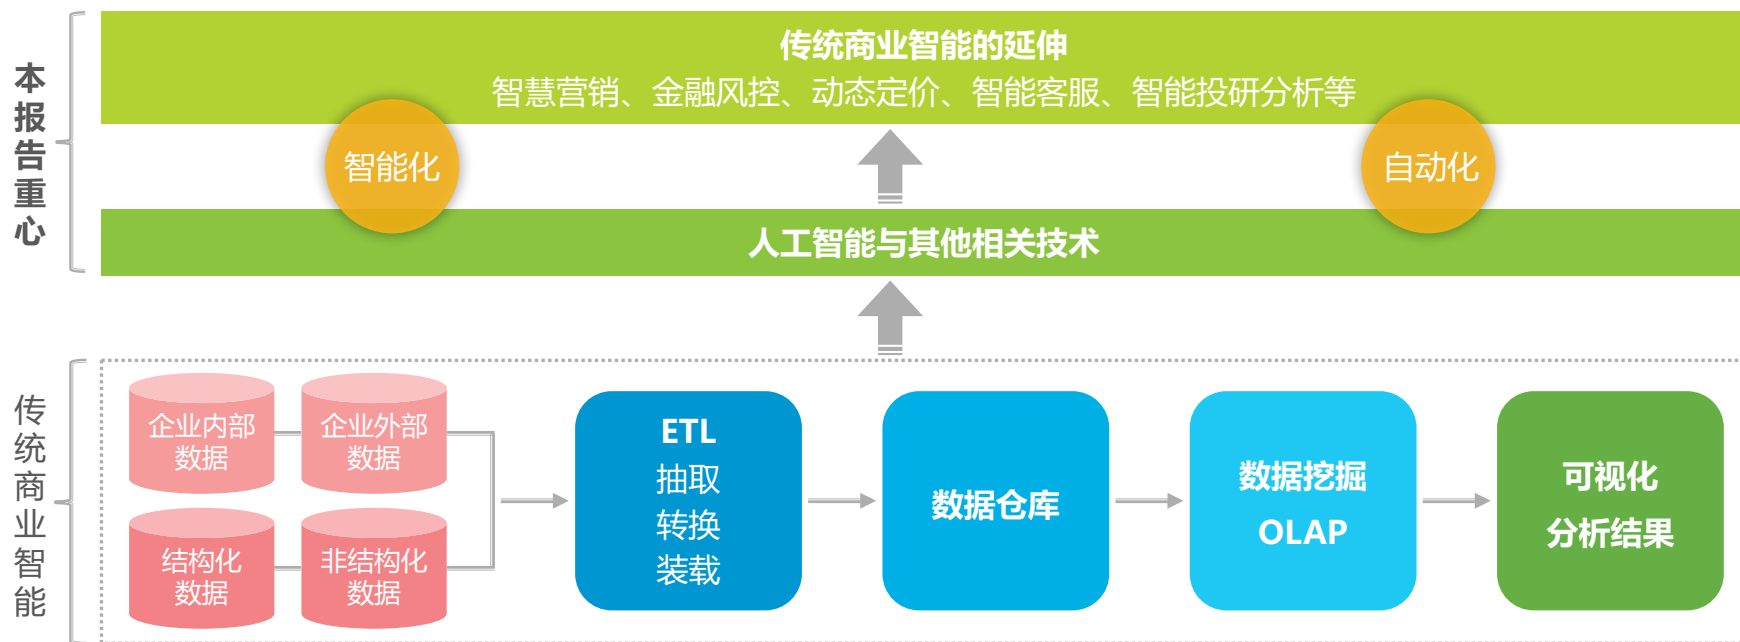 本报告重心
传统商业智能的延伸
智慧营销、金融风控、动态定价、智能客服、智能投研分析等
智能化
自动化
人工智能与其他相关技术
传统商业智能
企业内部
数据
企业外部
数据
结构化
数据
非结构化
数据
ETL
抽取
转换
装载
数据仓库
数据挖掘
OLAP
可视化
分析结果